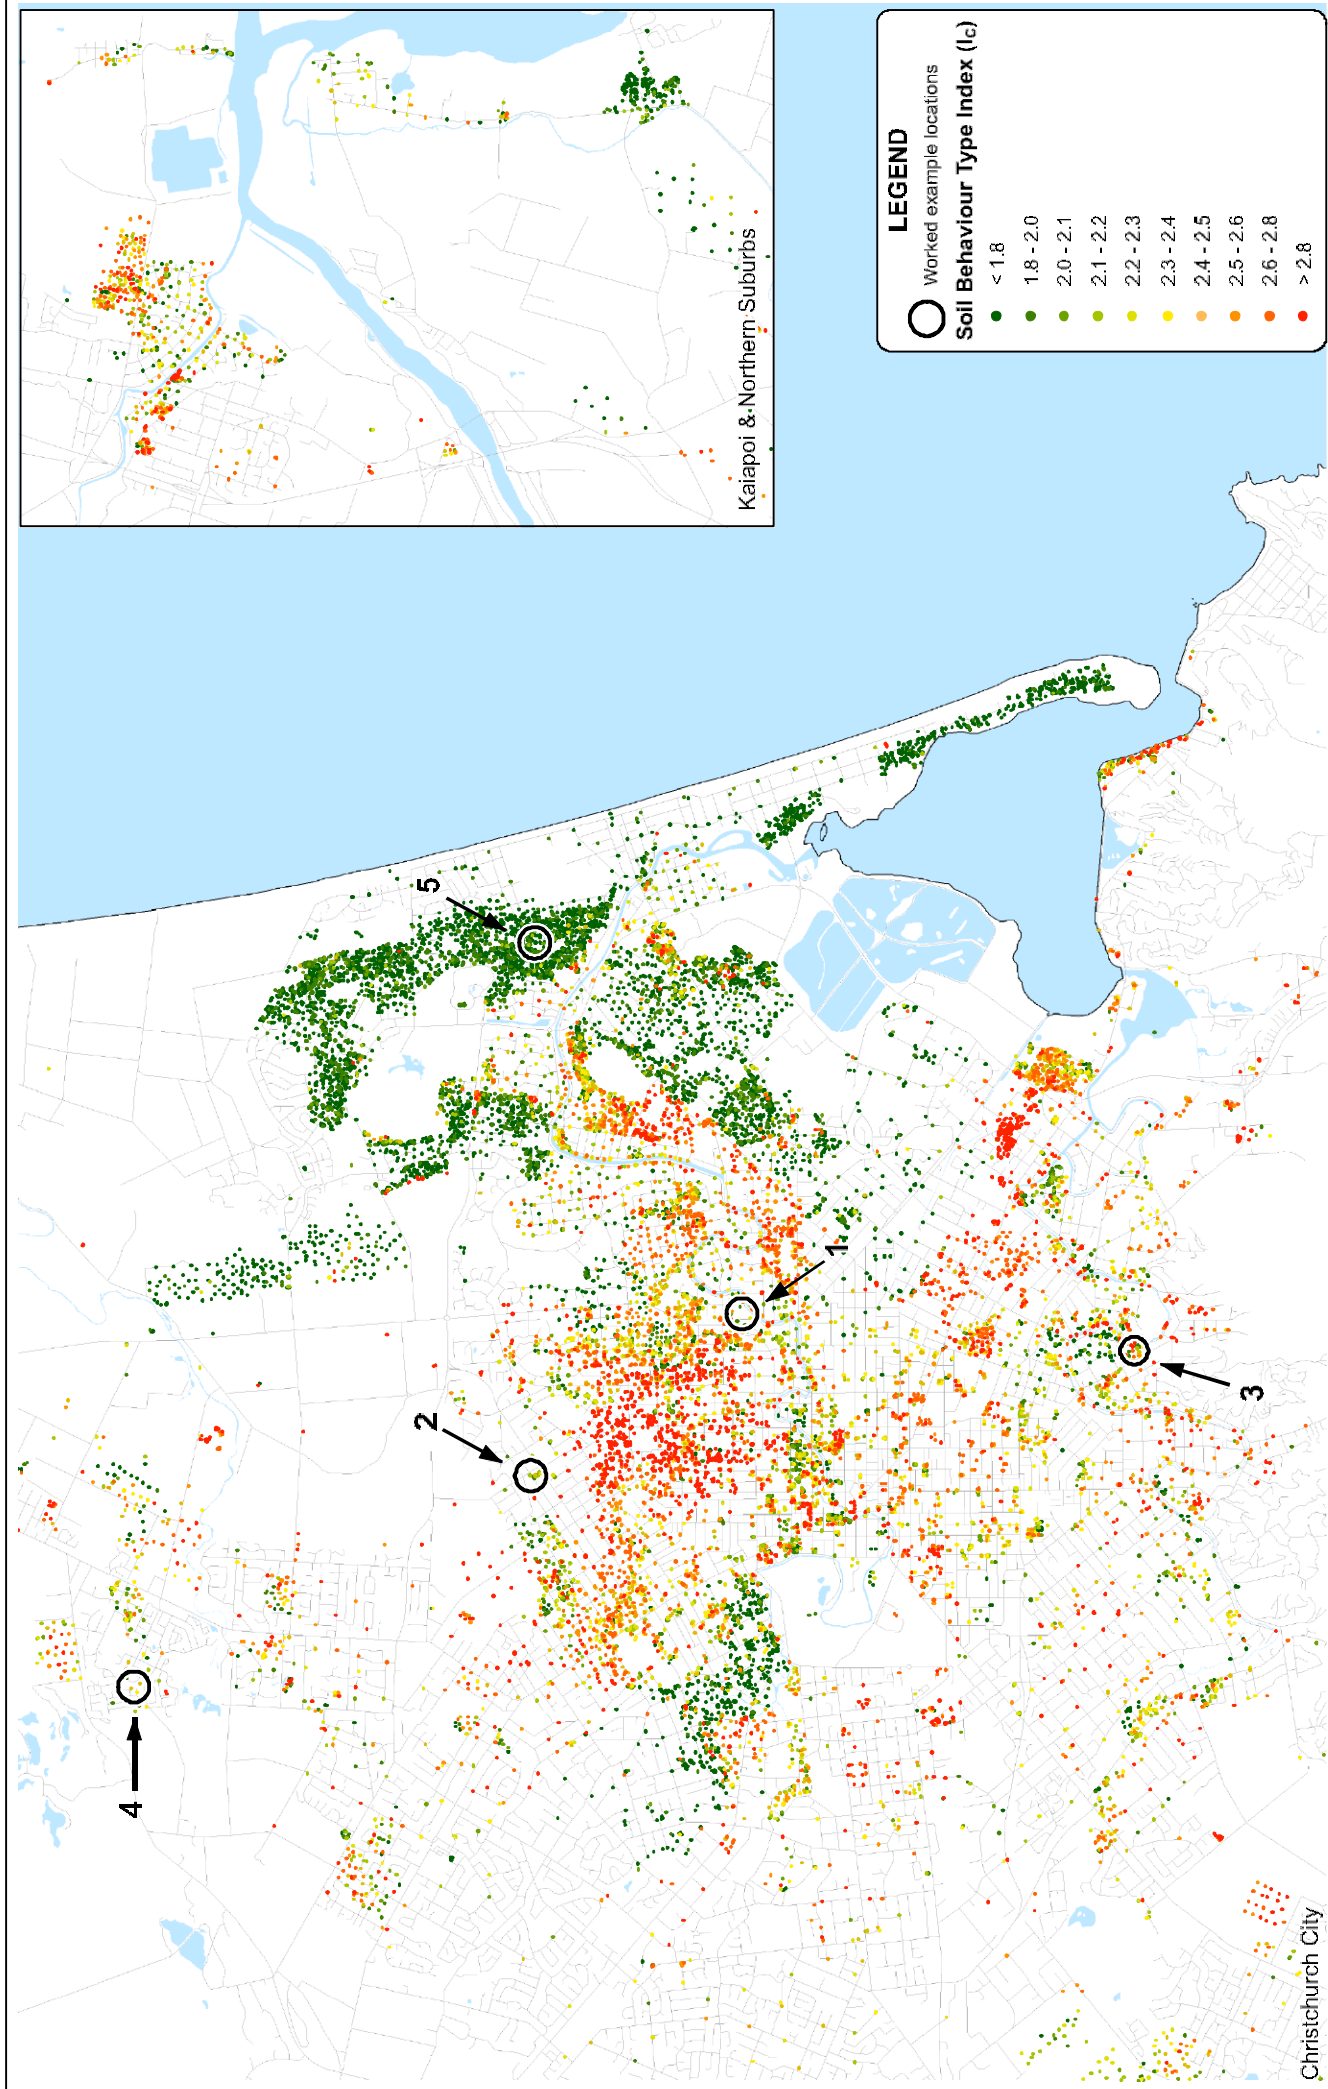 Kaiapoi & Northern Suburbs
LEGEND
Worked example locations
Soil Behaviour Type Index (Ic)
< 1.8
1.8 - 2.0
2.0 - 2.1
2.1 - 2.2
2.2 - 2.3
2.3 - 2.4
2.4 - 2.5
2.5 - 2.6
2.6 - 2.8
> 2.8
5
1
2
3
4
Christchurch City